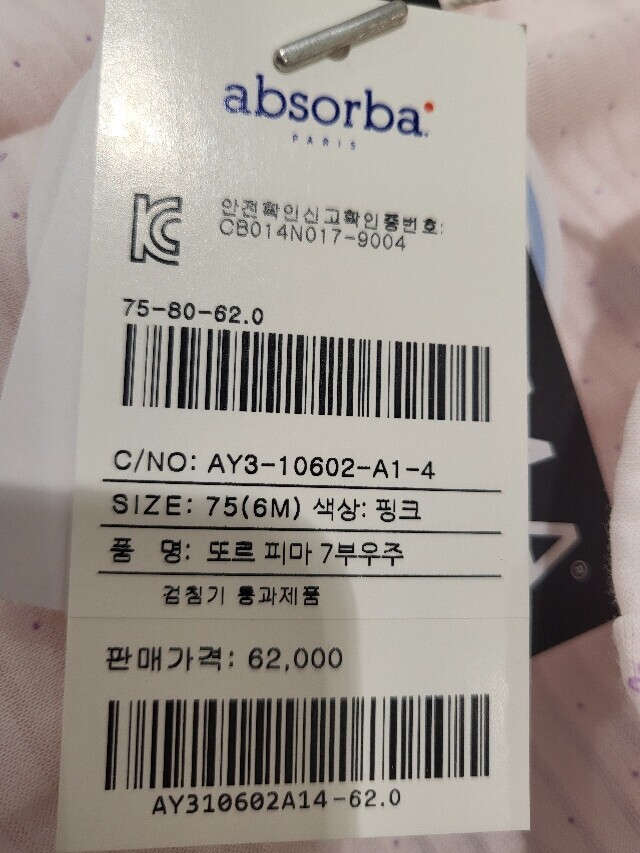 absorba
PARIS
안전확인신고확인증번호:
CB014N017-9004
75-80-62.0
C/NO: AY3-10602-A1-4
SIZE: 75(6M) 색상: 핑크
품 명: 또르 피마 7부우주
검침기 통과제품
판매가격: 62,000
AY310602A14-62.0